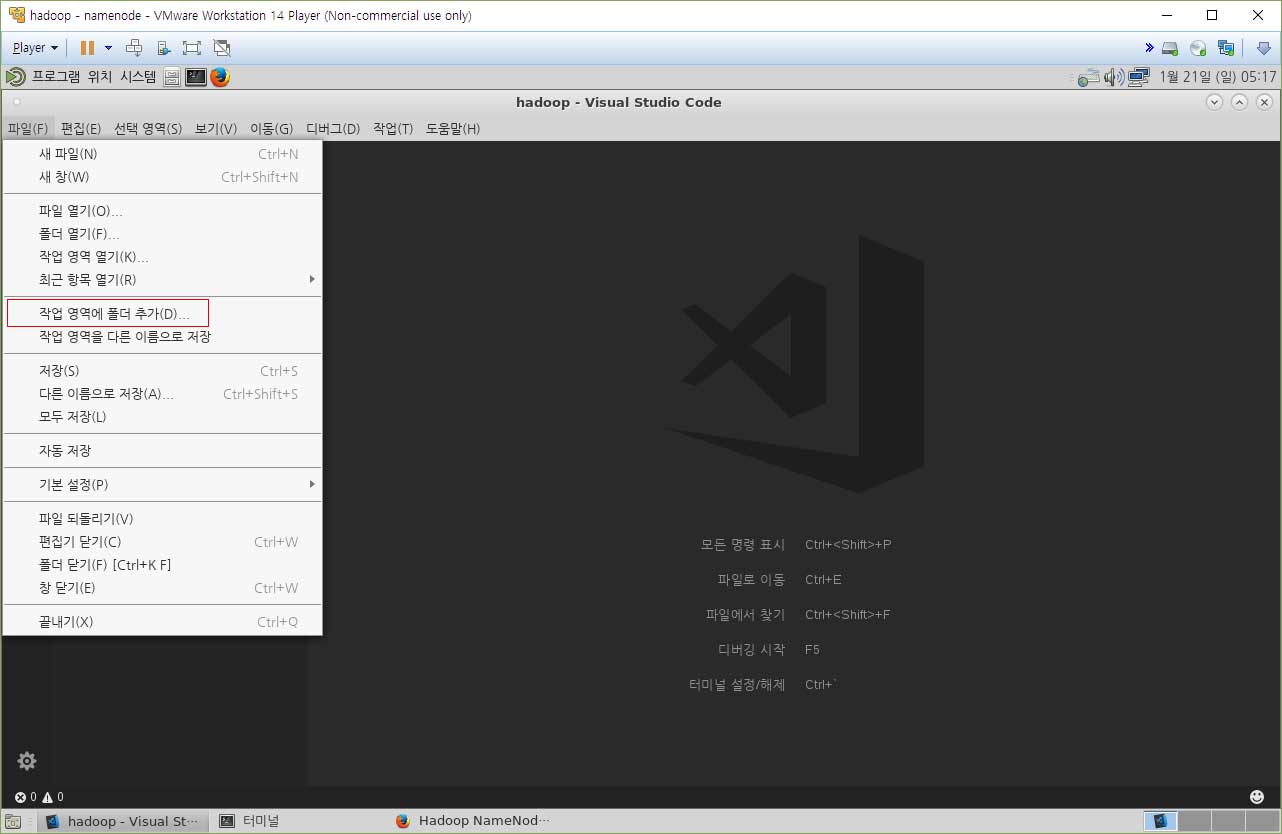 hadoop - namenode - VMware Workstation 14 Player (Non-commercial use only)
Player
프로그램 위치 시스템
1월 21일 (일) 05:17
hadoop - Visual Studio Code
파일(F) 편집(E) 선택 영역(S) 보기(V) 이동(G) 디버그(D) 작업(T) 도움말(H)
새 파일(N) Ctrl+N
새 창(W) Ctrl+Shift+N
파일 열기(O)...
폴더 열기(F)...
작업 영역 열기(K)...
최근 항목 열기(R)
작업 영역에 폴더 추가(D)...
작업 영역을 다른 이름으로 저장
저장(S) Ctrl+S
다른 이름으로 저장(A)... Ctrl+Shift+S
모두 저장(L)
자동 저장
기본 설정(P)
파일 되돌리기(V)
편집기 닫기(C) Ctrl+W
폴더 닫기(F) [Ctrl+K F]
창 닫기(E) Ctrl+W
끝내기(X) Ctrl+Q
모든 명령 표시 Ctrl+<Shift>+P
파일로 이동 Ctrl+E
파일에서 찾기 Ctrl+<Shift>+F
디버깅 시작 F5
터미널 설정/해제 Ctrl+`
0 0
hadoop - Visual St...
터미널
Hadoop NameNod...